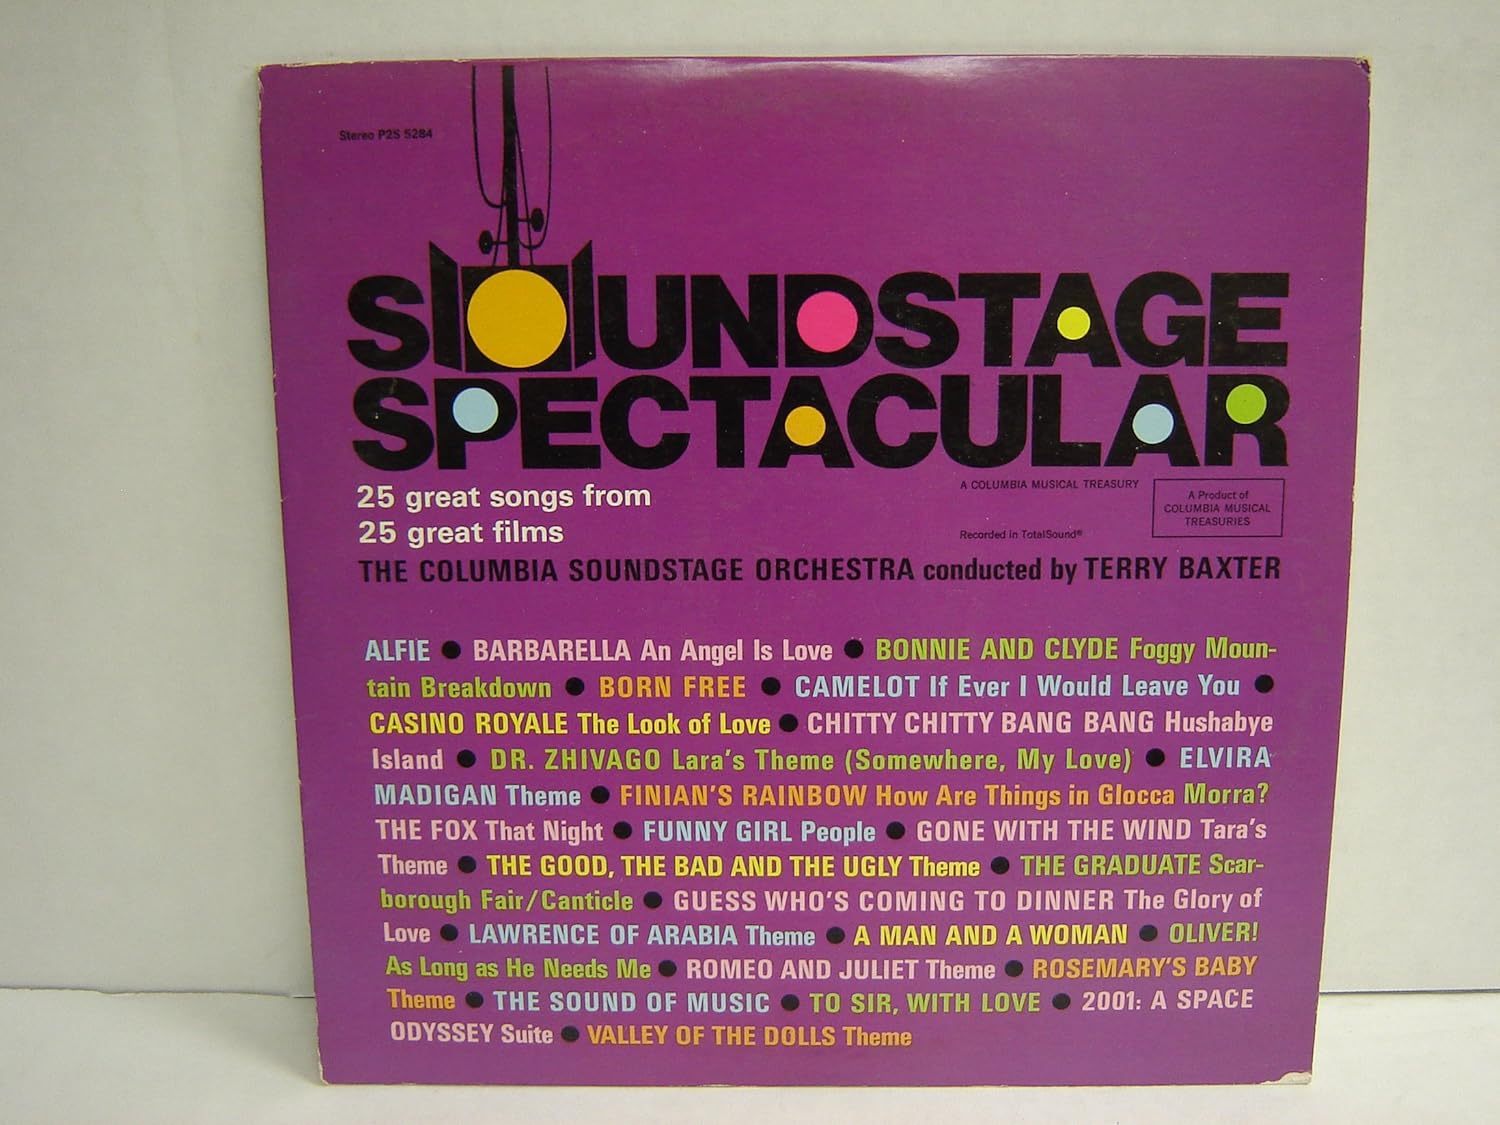 Stereo P2S 5284
SOUNDSTAGE
SPECTACULAR
25 great songs from
25 great films
A COLUMBIA MUSICAL TREASURY
Recorded in TotalSound®
A Product of
COLUMBIA MUSICAL
TREASURIES
THE COLUMBIA SOUNDSTAGE ORCHESTRA conducted by TERRY BAXTER
ALFIE ● BARBARELLA An Angel Is Love ● BONNIE AND CLYDE Foggy Moun-
tain Breakdown ● BORN FREE ● CAMELOT If Ever I Would Leave You ●
CASINO ROYALE The Look of Love ● CHITTY CHITTY BANG BANG Hushabye
Island ● DR. ZHIVAGO Lara's Theme (Somewhere, My Love) ● ELVIRA
MADIGAN Theme ● FINIAN'S RAINBOW How Are Things in Glocca Morra?
THE FOX That Night ● FUNNY GIRL People ● GONE WITH THE WIND Tara's
Theme ● THE GOOD, THE BAD AND THE UGLY Theme ● THE GRADUATE Scar-
borough Fair/Canticle ● GUESS WHO'S COMING TO DINNER The Glory of
Love ● LAWRENCE OF ARABIA Theme ● A MAN AND A WOMAN ● OLIVER!
As Long as He Needs Me ● ROMEO AND JULIET Theme ● ROSEMARY'S BABY
Theme ● THE SOUND OF MUSIC ● TO SIR, WITH LOVE ● 2001: A SPACE
ODYSSEY Suite ● VALLEY OF THE DOLLS Theme